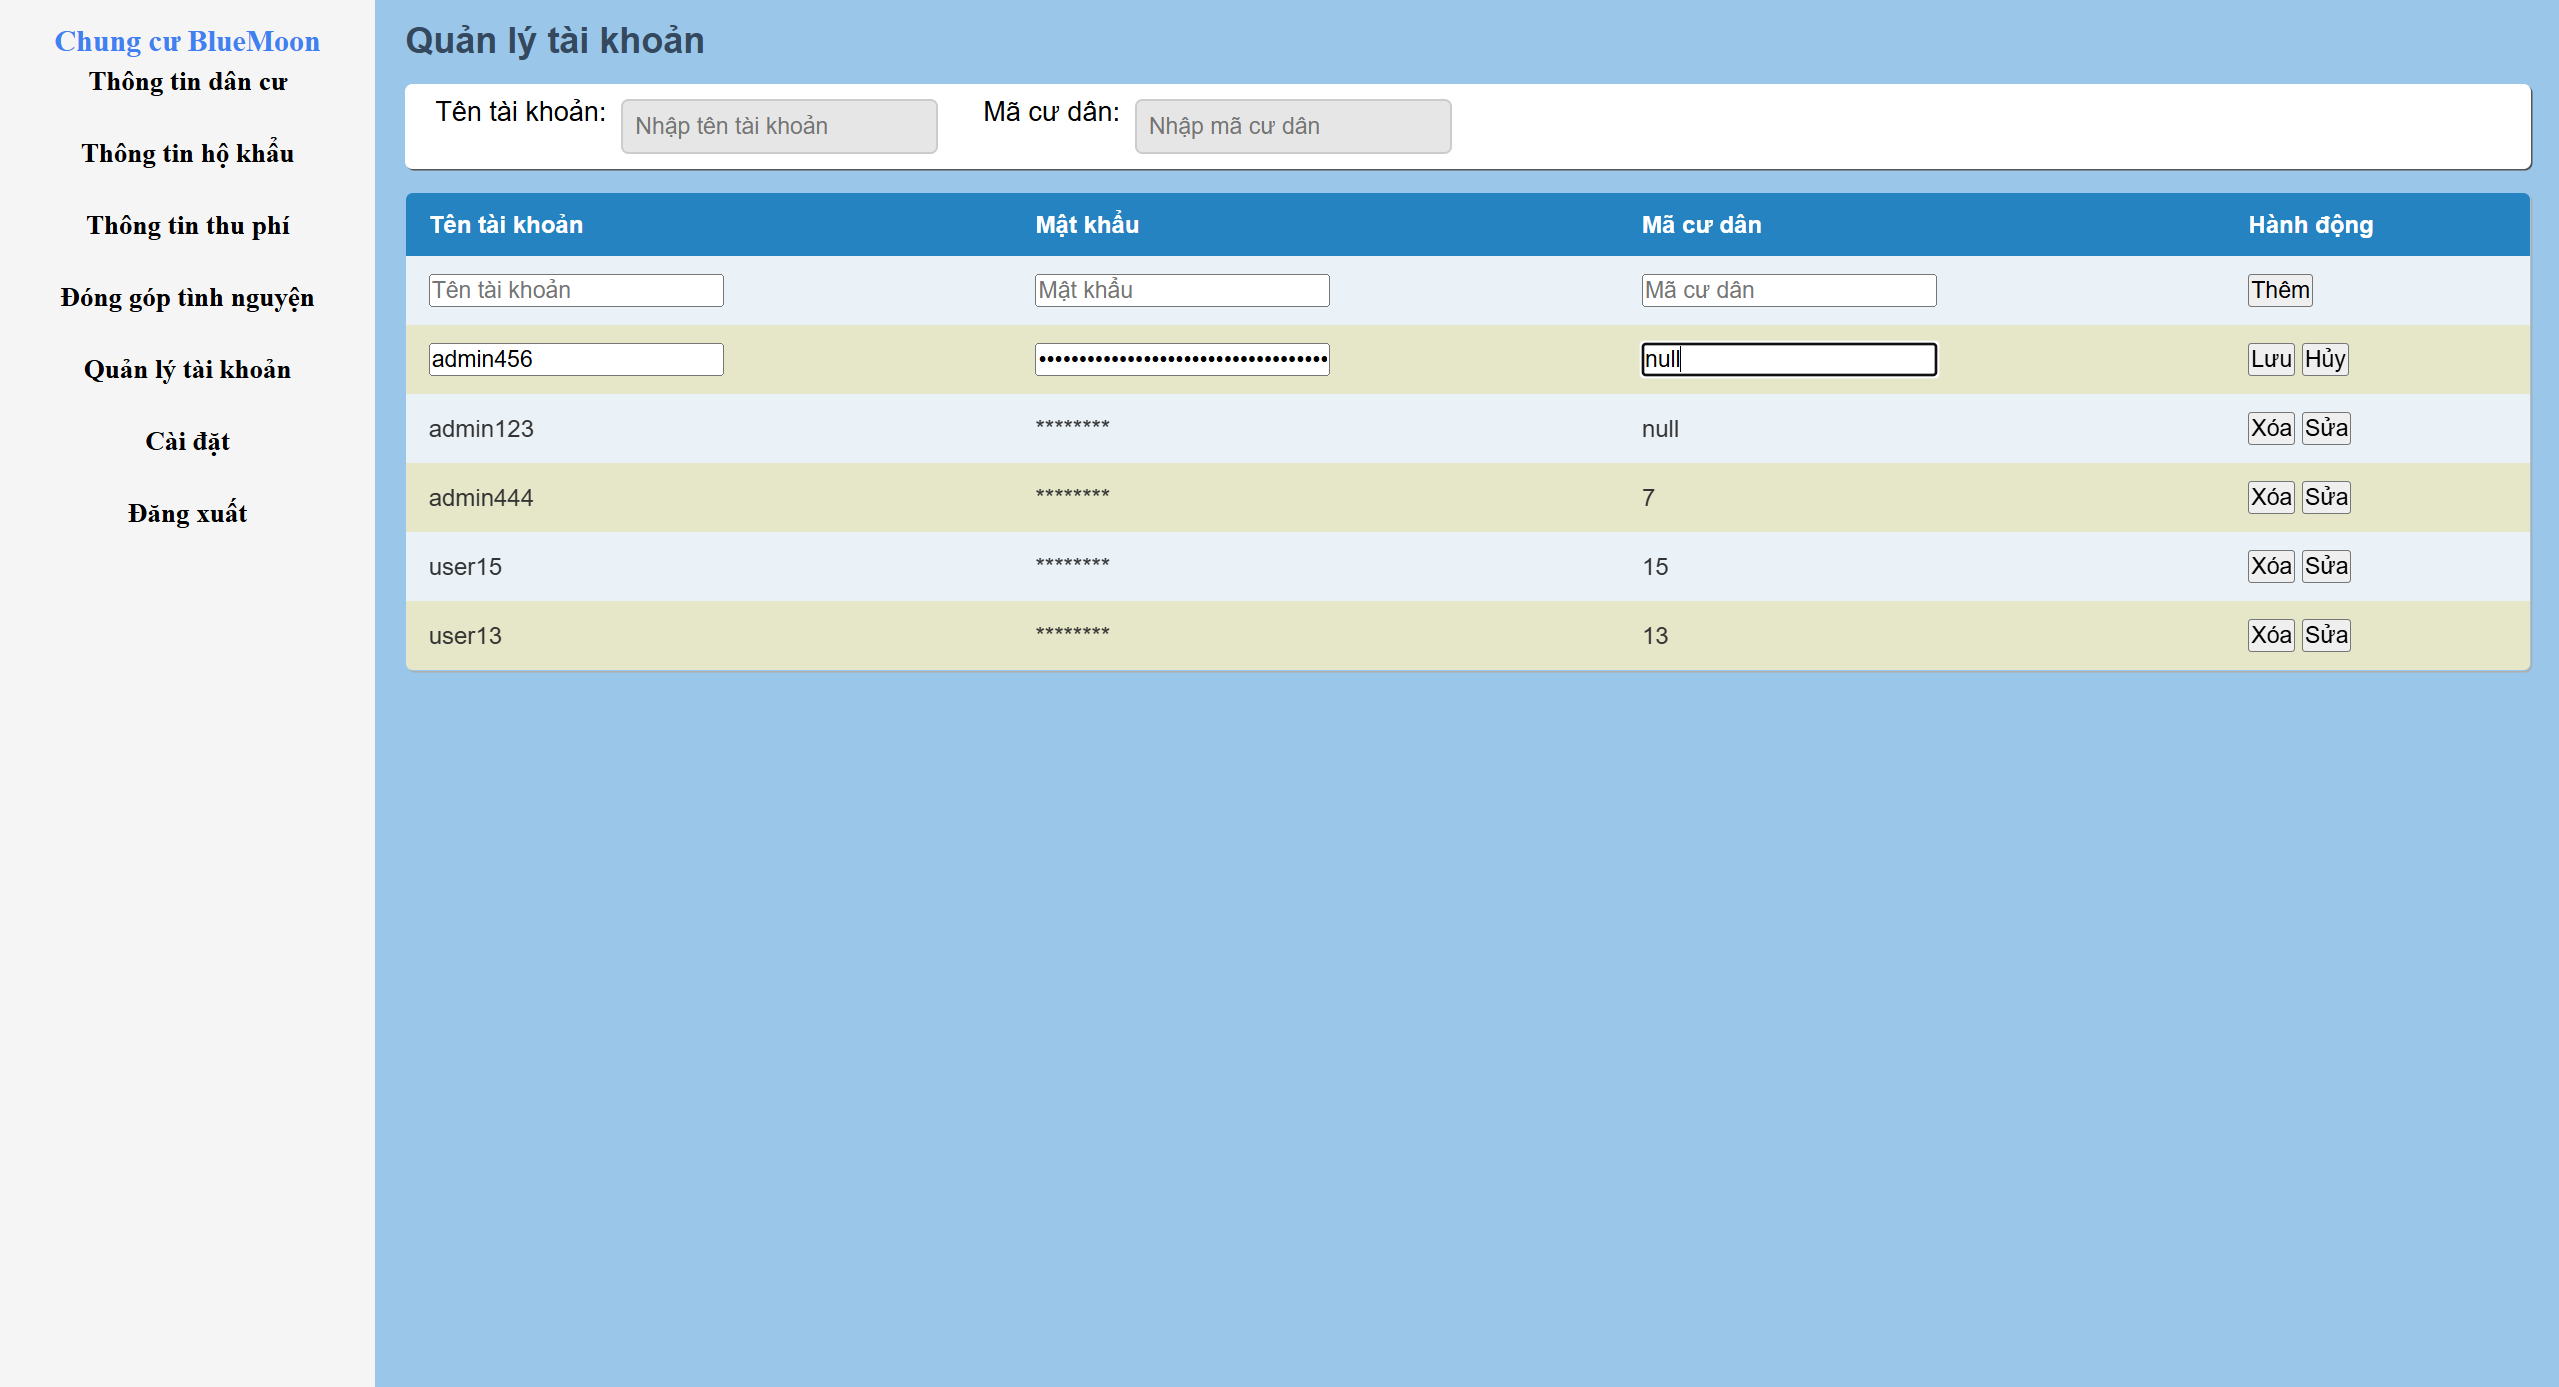 Chung cư BlueMoon
Thông tin dân cư
Thông tin hộ khẩu
Thông tin thu phí
Đóng góp tình nguyện
Quản lý tài khoản
Cài đặt
Đăng xuất
Quản lý tài khoản
Tên tài khoản: Nhập tên tài khoản Mã cư dân: Nhập mã cư dân
Tên tài khoản Mật khẩu Mã cư dân Hành động
Tên tài khoản Mật khẩu Mã cư dân Thêm
admin456 •••••••••••••••••••••••••••••••••••• null Lưu Hủy
admin123 ******** null Xóa Sửa
admin444 ******** 7 Xóa Sửa
user15 ******** 15 Xóa Sửa
user13 ******** 13 Xóa Sửa